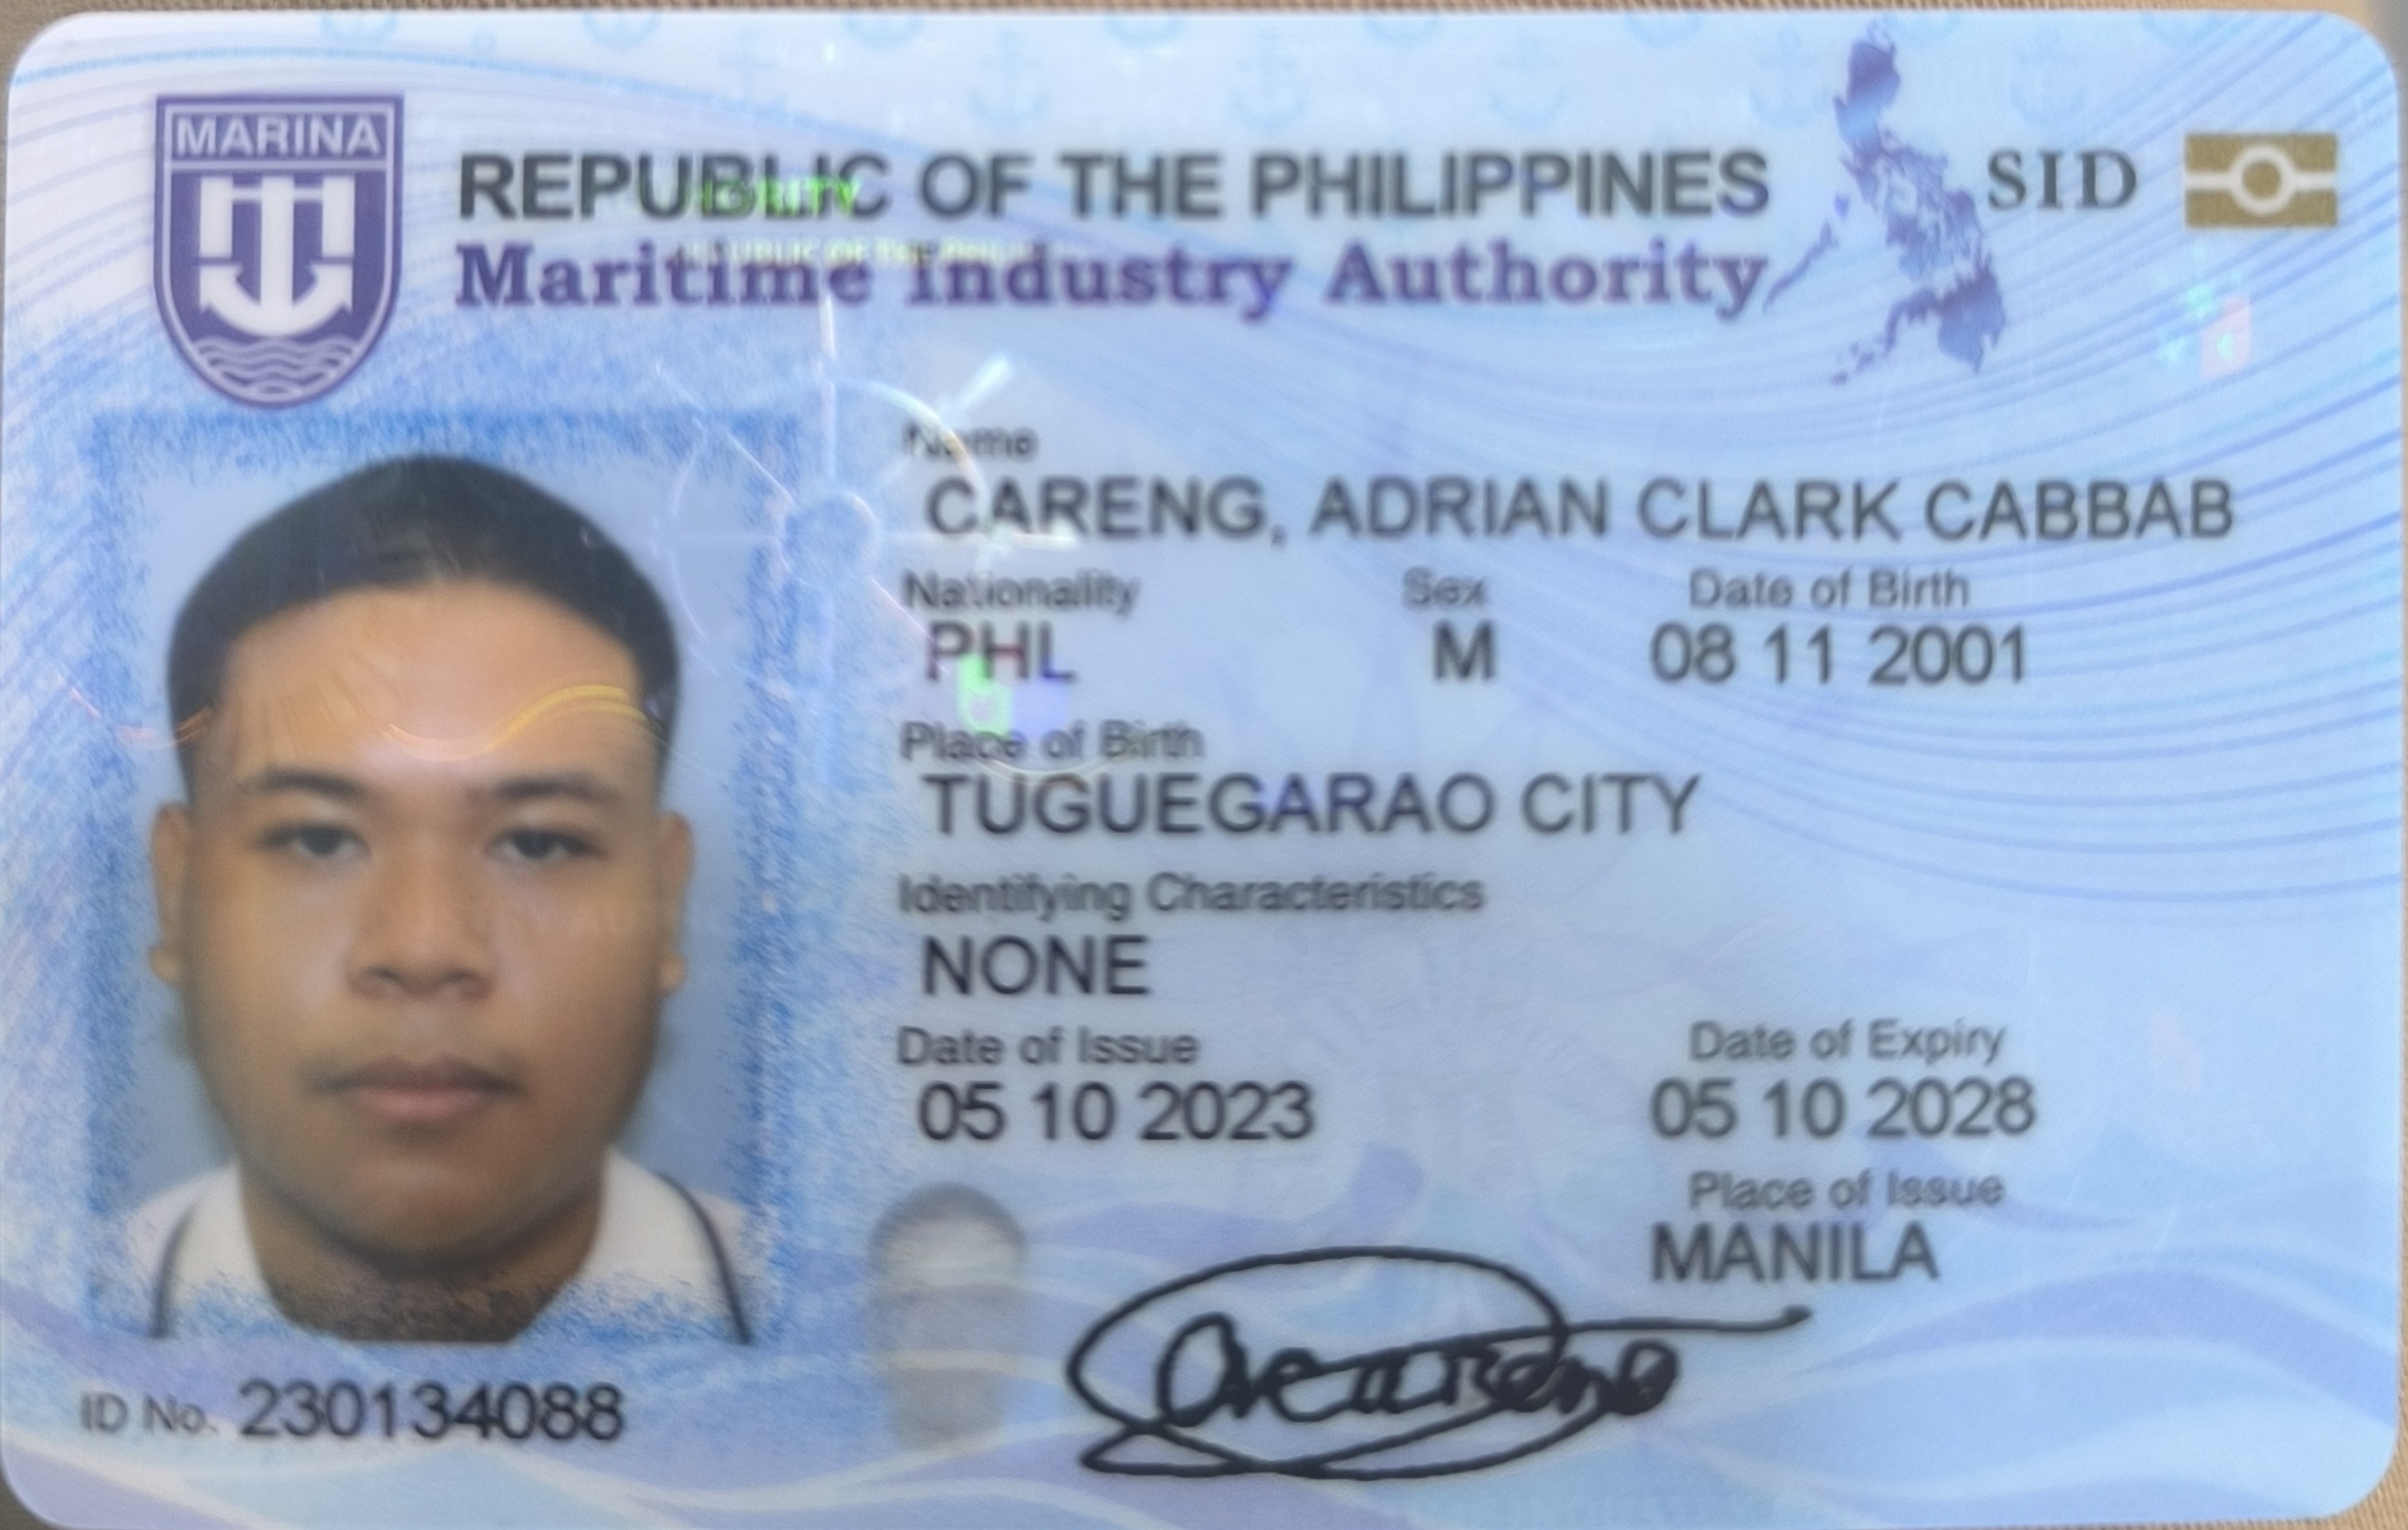 MARINA
REPUBLIC OF THE PHILIPPINES
SID
Maritime Industry Authority
Name
CARENG, ADRIAN CLARK CABBAB
Nationality Sex Date of Birth
PHL M 08 11 2001
Place of Birth
TUGUEGARAO CITY
Identifying Characteristics
NONE
Date of Issue Date of Expiry
05 10 2023 05 10 2028
Place of Issue
MANILA
ID No. 230134088